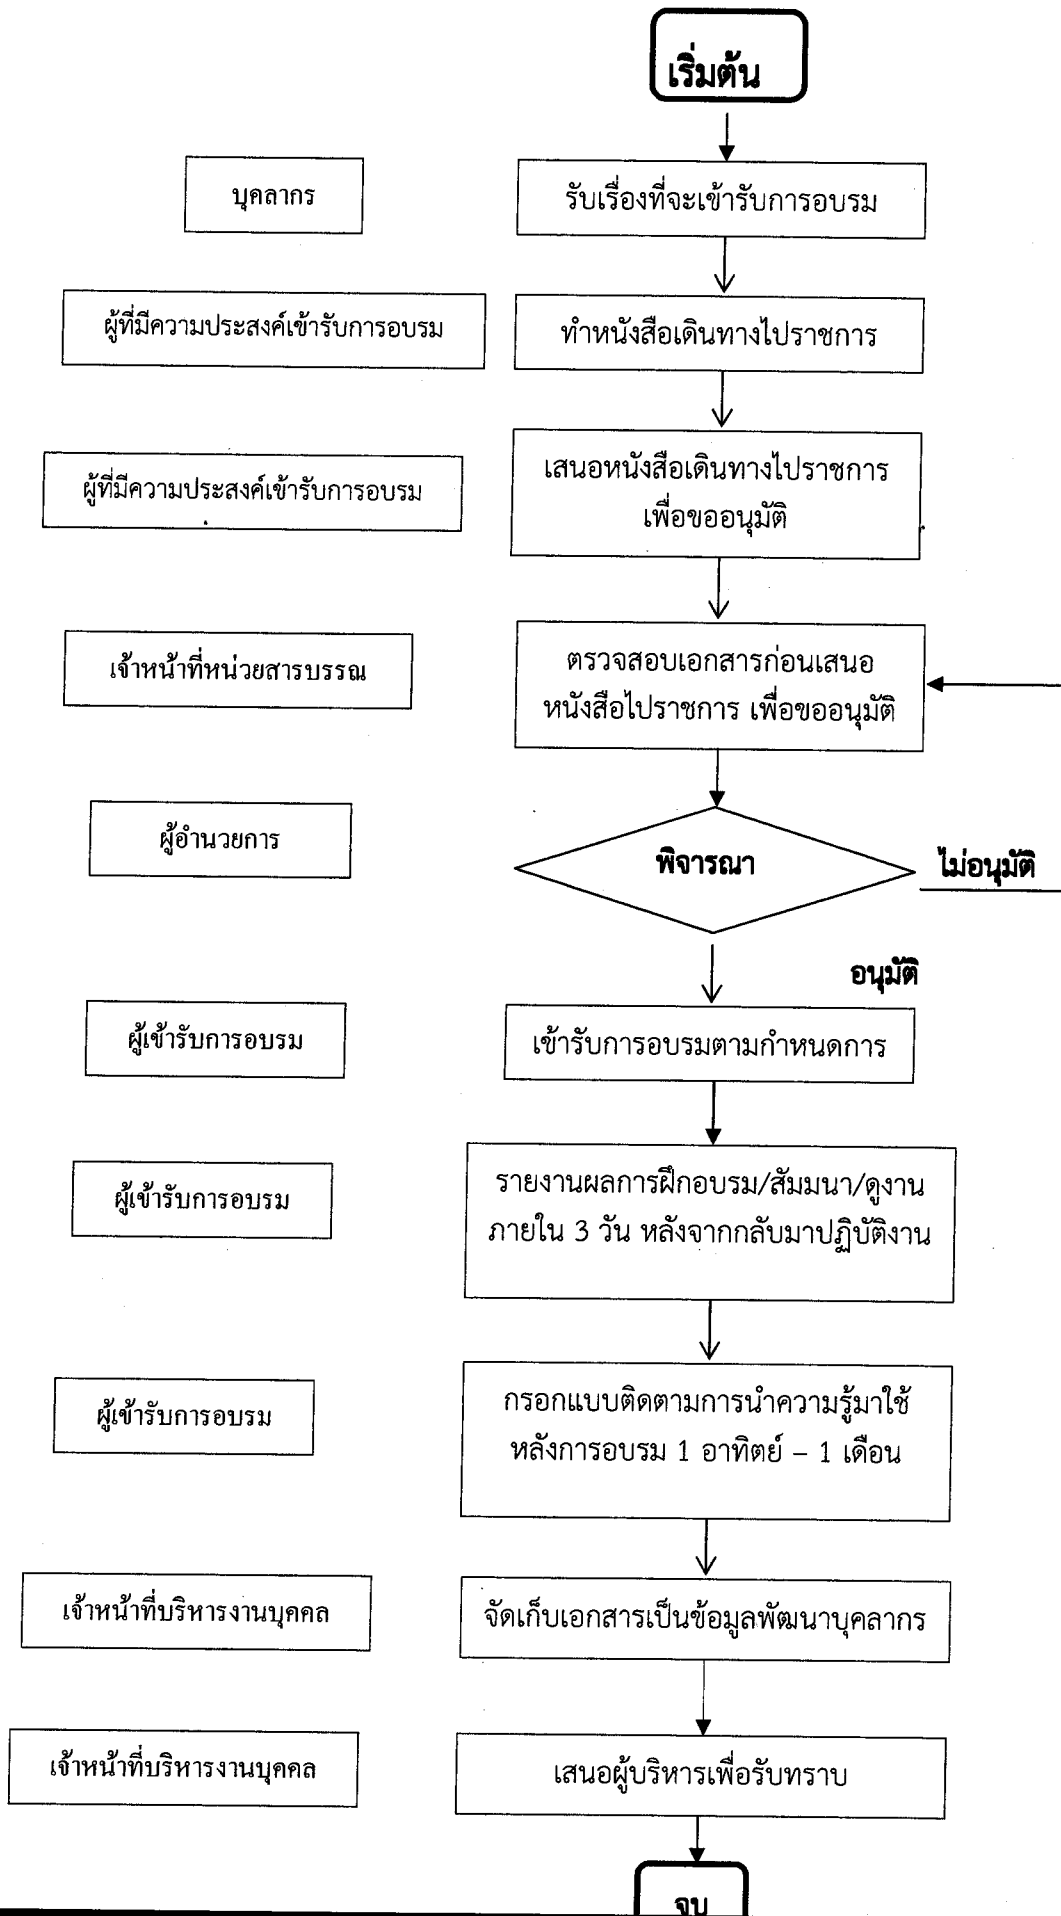 เริ่มต้น
บุคลากร
รับเรื่องที่จะเข้ารับการอบรม
ผู้ที่มีความประสงค์เข้ารับการอบรม
ทำหนังสือเดินทางไปราชการ
ผู้ที่มีความประสงค์เข้ารับการอบรม
เสนอหนังสือเดินทางไปราชการ
เพื่อขออนุมัติ
เจ้าหน้าที่หน่วยสารบรรณ
ตรวจสอบเอกสารก่อนเสนอ
หนังสือไปราชการ เพื่อขออนุมัติ
ผู้อำนวยการ
พิจารณา
ไม่อนุมัติ
อนุมัติ
ผู้เข้ารับการอบรม
เข้ารับการอบรมตามกำหนดการ
ผู้เข้ารับการอบรม
รายงานผลการฝึกอบรม/สัมมนา/ดูงาน
ภายใน 3 วัน หลังจากกลับมาปฏิบัติงาน
ผู้เข้ารับการอบรม
กรอกแบบติดตามการนำความรู้มาใช้
หลังการอบรม 1 อาทิตย์ – 1 เดือน
เจ้าหน้าที่บริหารงานบุคคล
จัดเก็บเอกสารเป็นข้อมูลพัฒนาบุคลากร
เจ้าหน้าที่บริหารงานบุคคล
เสนอผู้บริหารเพื่อรับทราบ
จบ